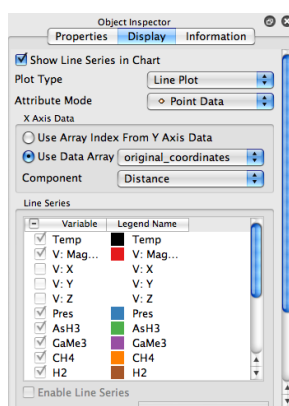 Object Inspector
Properties Display Information
Show Line Series in Chart
Plot Type Line Plot
Attribute Mode Point Data
X Axis Data
Use Array Index From Y Axis Data
Use Data Array original_coordinates
Component Distance
Line Series
Variable Legend Name
Temp Temp
V: Mag... V: Mag...
V: X V: X
V: Y V: Y
V: Z V: Z
Pres Pres
AsH3 AsH3
GaMe3 GaMe3
CH4 CH4
H2 H2
Enable Line Series